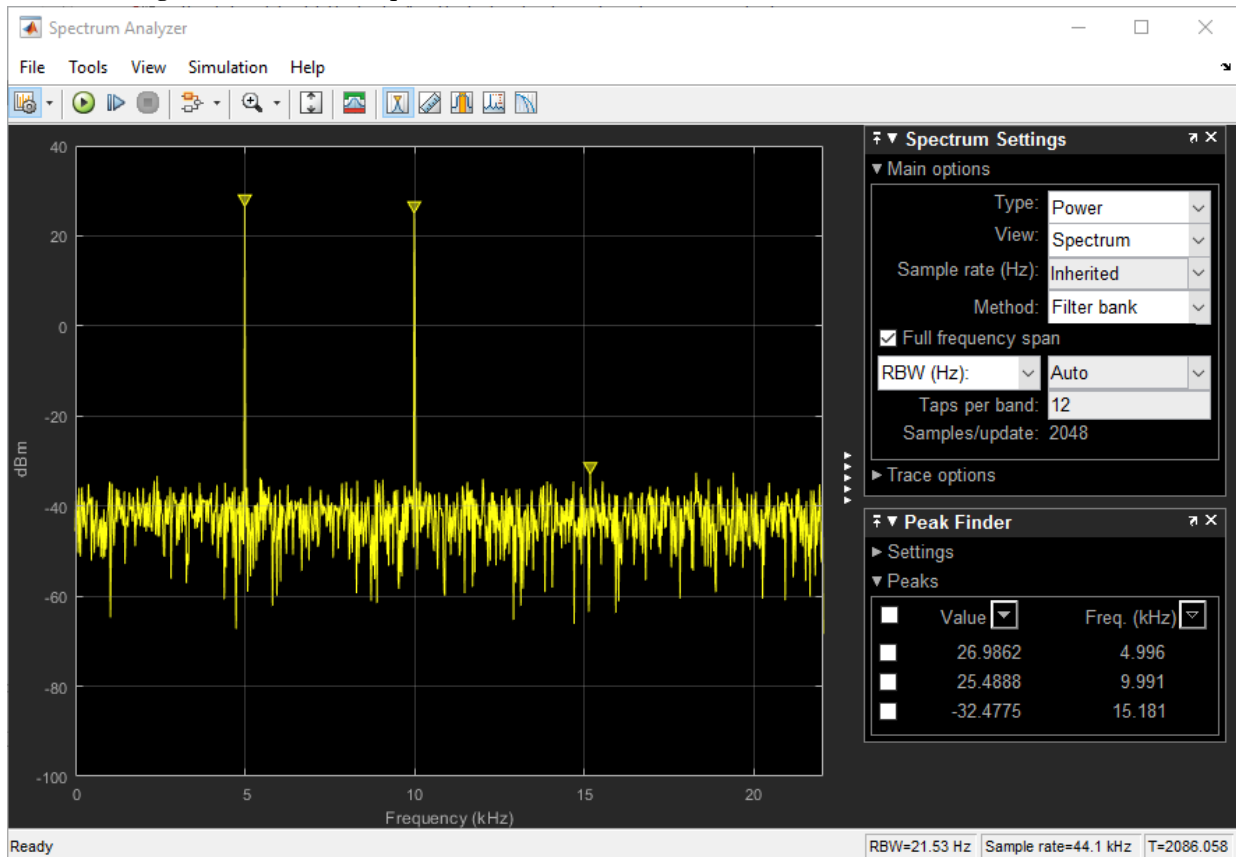 Spectrum Analyzer
File Tools View Simulation Help
40
20
0
-20
-40
-60
-80
-100
dBm
0 5 10 15 20
Frequency (kHz)
Spectrum Settings
Main options
Type: Power
View: Spectrum
Sample rate (Hz): Inherited
Method: Filter bank
Full frequency span
RBW (Hz): Auto
Taps per band: 12
Samples/update: 2048
Trace options
Peak Finder
Settings
Peaks
Value Freq. (kHz)
26.9862 4.996
25.4888 9.991
-32.4775 15.181
Ready RBW=21.53 Hz Sample rate=44.1 kHz T=2086.058